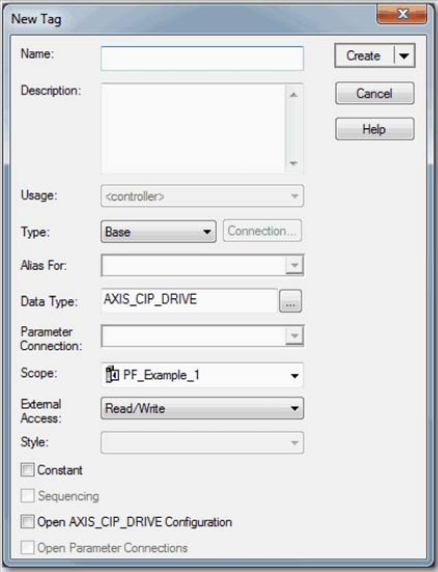 New Tag
Name:
Create
Description:
Cancel
Help
Usage: <controller>
Type: Base Connection...
Alias For:
Data Type: AXIS_CIP_DRIVE ...
Parameter
Connection:
Scope: PF_Example_1
External
Access: Read/Write
Style:
Constant
Sequencing
Open AXIS_CIP_DRIVE Configuration
Open Parameter Connections